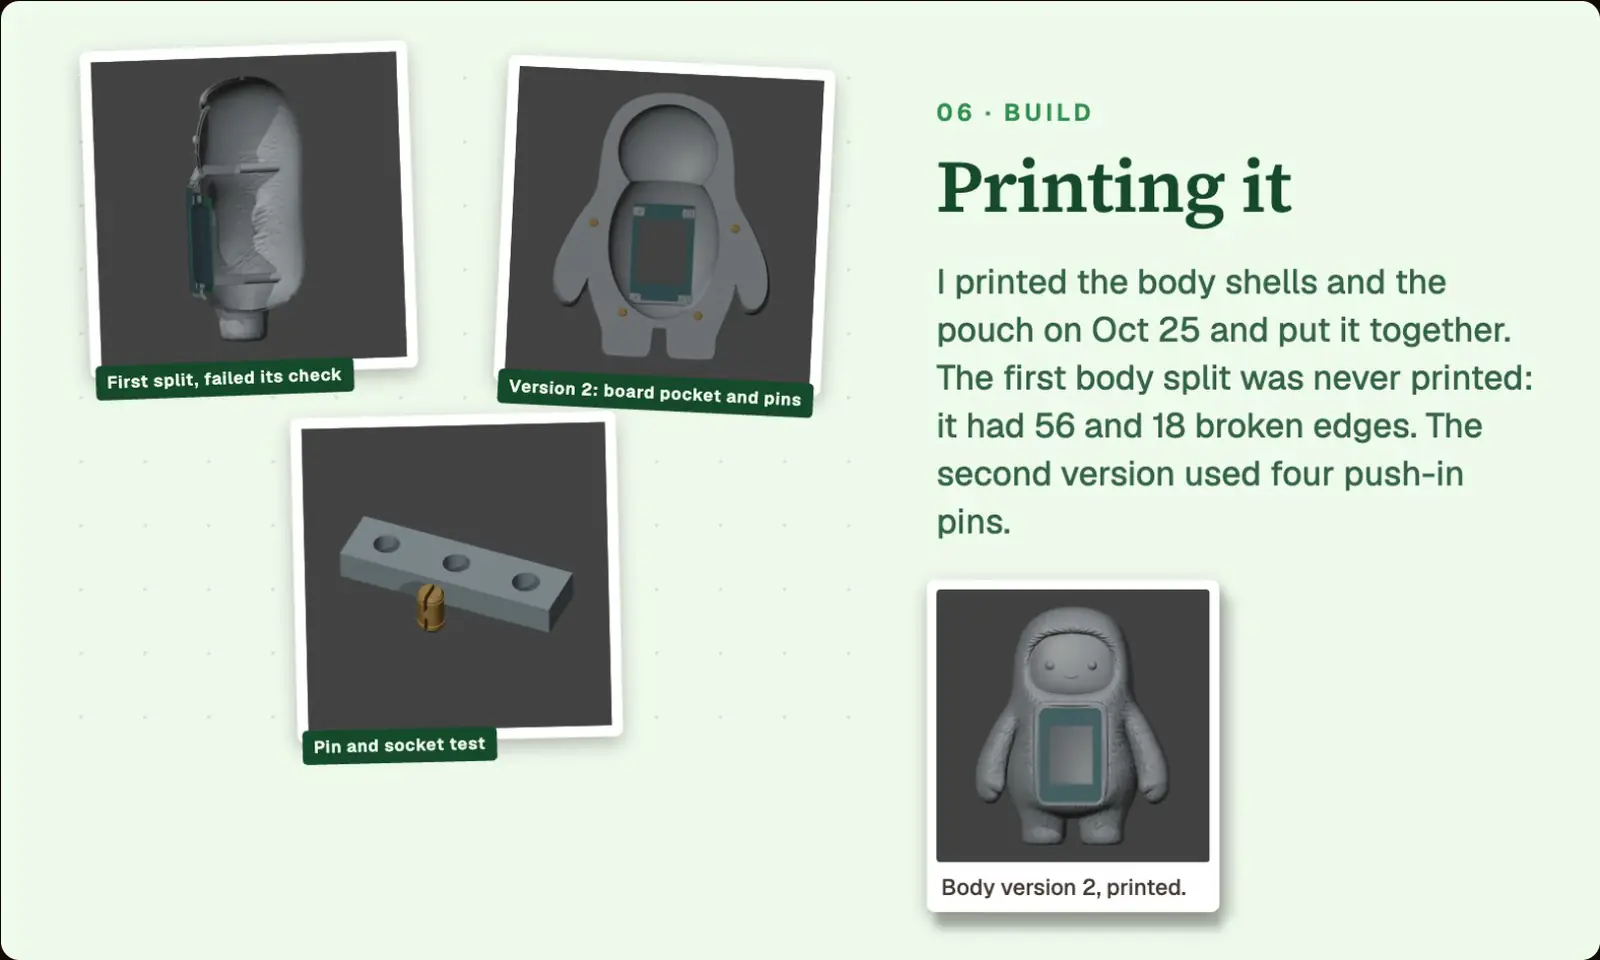 First split, failed its check
Version 2: board pocket and pins
Pin and socket test
06 · BUILD
Printing it
I printed the body shells and the
pouch on Oct 25 and put it together.
The first body split was never printed:
it had 56 and 18 broken edges. The
second version used four push-in
pins.
Body version 2, printed.